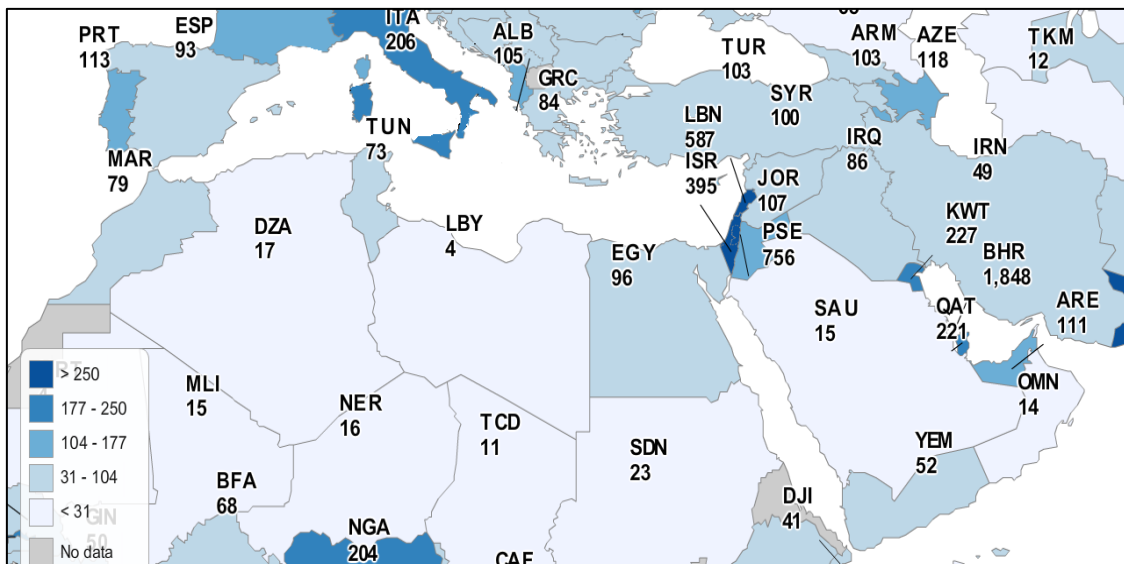 ITA
206
ESP
93
PRT
113
ALB
105
GRC
84
TUR
103
ARM
103
AZE
118
TKM
12
SYR
100
LBN
587
ISR
395
IRQ
86
IRN
49
TUN
73
MAR
79
JOR
107
KWT
227
DZA
17
LBY
4
EGY
96
PSE
756
BHR
1,848
SAU
15
QAT
221
ARE
111
OMN
14
MLI
15
NER
16
TCD
11
SDN
23
YEM
52
BFA
68
DJI
41
NGA
204
CAF
GIN
50
> 250
177 - 250
104 - 177
31 - 104
< 31
No data